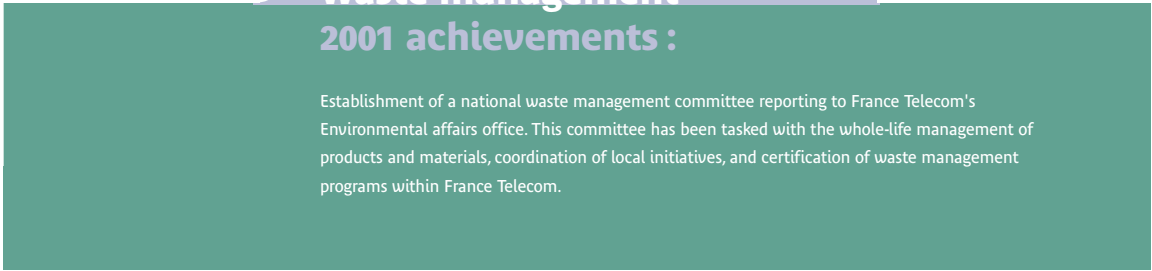 waste management
2001 achievements :
Establishment of a national waste management committee reporting to France Telecom's
Environmental affairs office. This committee has been tasked with the whole-life management of
products and materials, coordination of local initiatives, and certification of waste management
programs within France Telecom.